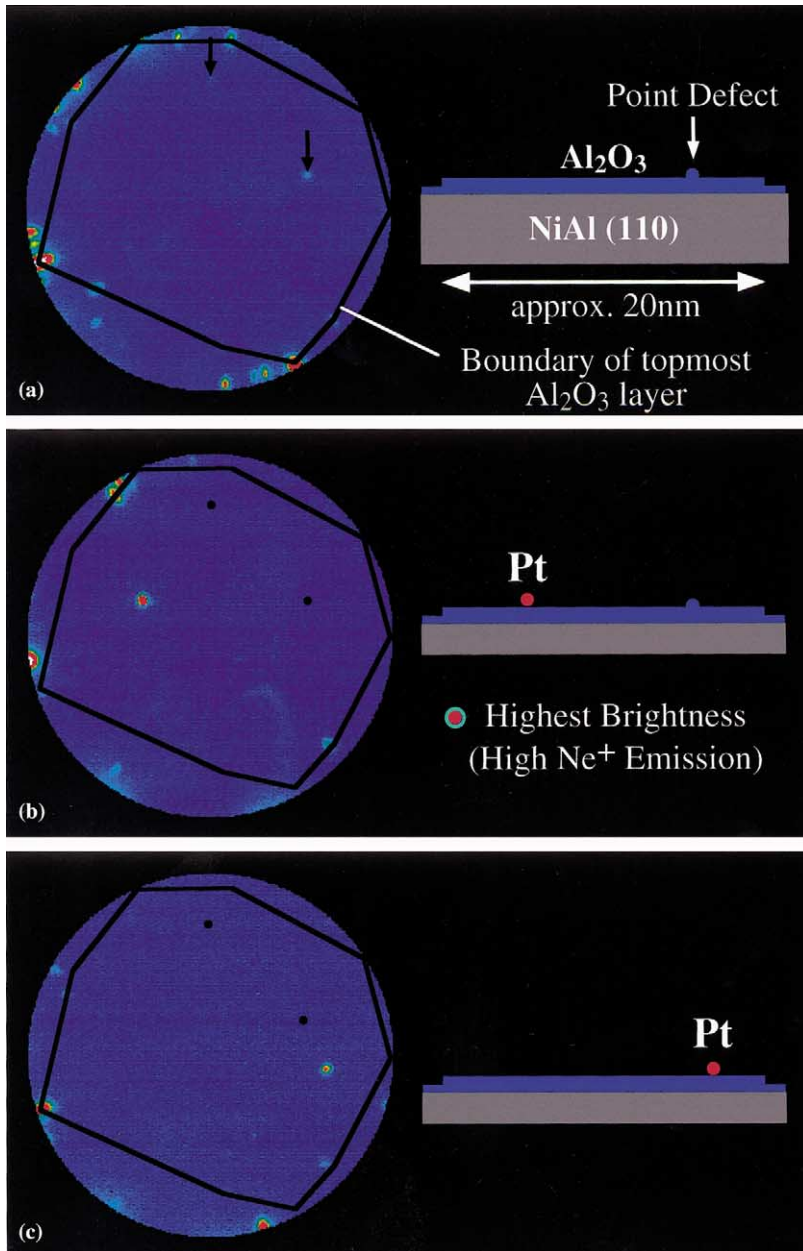 Point Defect
Al₂O₃
NiAl (110)
approx. 20nm
Boundary of topmost
Al₂O₃ layer
(a)
Pt
Highest Brightness
(High Ne⁺ Emission)
(b)
Pt
(c)